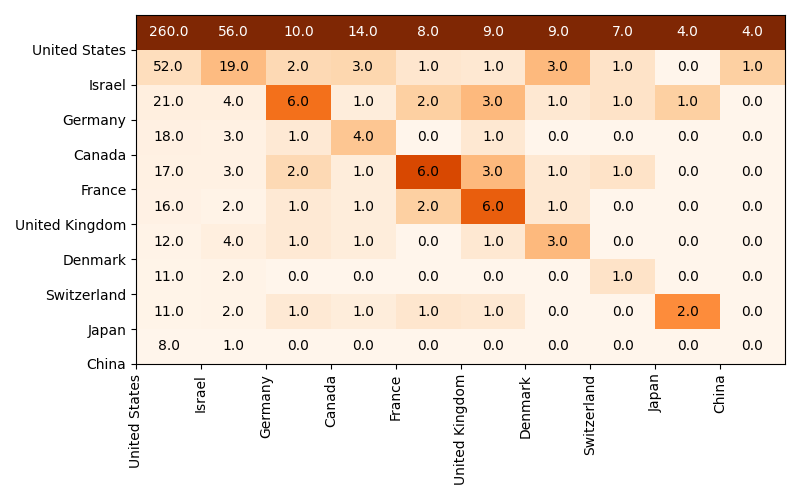 260.0 56.0 10.0 14.0 8.0 9.0 9.0 7.0 4.0 4.0
United States
52.0 19.0 2.0 3.0 1.0 1.0 3.0 1.0 0.0 1.0
Israel
21.0 4.0 6.0 1.0 2.0 3.0 1.0 1.0 1.0 0.0
Germany
18.0 3.0 1.0 4.0 0.0 1.0 0.0 0.0 0.0 0.0
Canada
17.0 3.0 2.0 1.0 6.0 3.0 1.0 1.0 0.0 0.0
France
16.0 2.0 1.0 1.0 2.0 6.0 1.0 0.0 0.0 0.0
United Kingdom
12.0 4.0 1.0 1.0 0.0 1.0 3.0 0.0 0.0 0.0
Denmark
11.0 2.0 0.0 0.0 0.0 0.0 0.0 1.0 0.0 0.0
Switzerland
11.0 2.0 1.0 1.0 1.0 1.0 0.0 0.0 2.0 0.0
Japan
8.0 1.0 0.0 0.0 0.0 0.0 0.0 0.0 0.0 0.0
China
United States
Israel
Germany
Canada
France
United Kingdom
Denmark
Switzerland
Japan
China